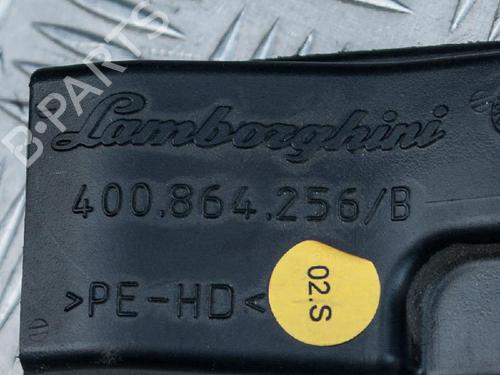 B-PARTS
Lamborghini
400.864.256/B
>PE-HD<
02.S